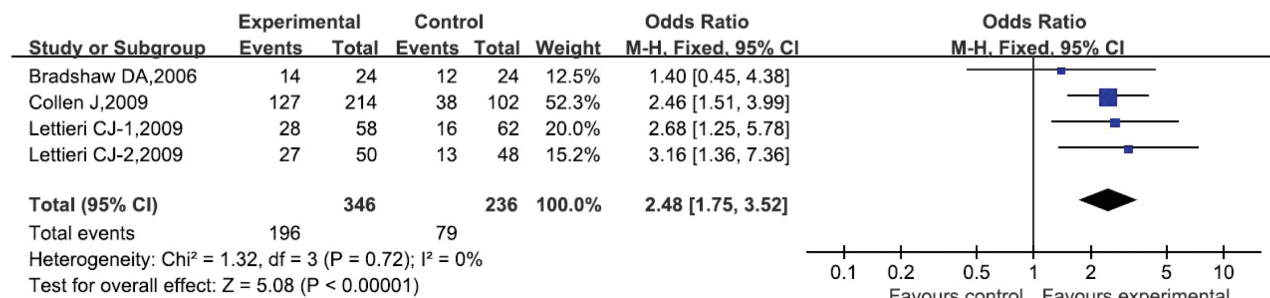 Experimental Control Odds Ratio Odds Ratio
Study or Subgroup Events Total Events Total Weight M-H, Fixed, 95% CI M-H, Fixed, 95% CI
Bradshaw DA,2006 14 24 12 24 12.5% 1.40 [0.45, 4.38]
Collen J,2009 127 214 38 102 52.3% 2.46 [1.51, 3.99]
Lettieri CJ-1,2009 28 58 16 62 20.0% 2.68 [1.25, 5.78]
Lettieri CJ-2,2009 27 50 13 48 15.2% 3.16 [1.36, 7.36]
Total (95% CI) 346 236 100.0% 2.48 [1.75, 3.52]
Total events 196 79
Heterogeneity: Chi² = 1.32, df = 3 (P = 0.72); I² = 0%
0.1 0.2 0.5 1 2 5 10
Test for overall effect: Z = 5.08 (P < 0.00001)
Favours control Favours experimental